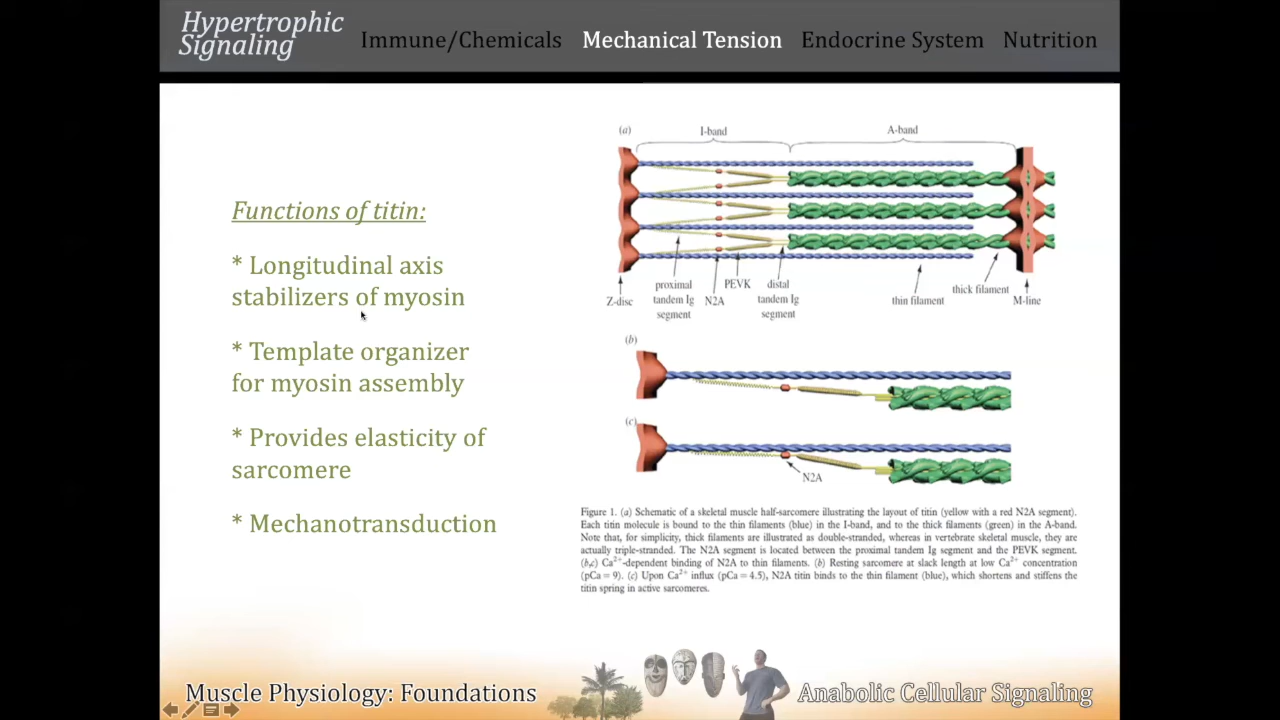 Hypertrophic
Signaling
Immune/Chemicals Mechanical Tension Endocrine System Nutrition
Functions of titin:
* Longitudinal axis
stabilizers of myosin
* Template organizer
for myosin assembly
* Provides elasticity of
sarcomere
* Mechanotransduction
(a)
I-band
A-band
Z-disc
proximal
tandem Ig
segment
N2A
PEVK
distal
tandem Ig
segment
thin filament
thick filament
M-line
(b)
(c)
N2A
Figure 1. (a) Schematic of a skeletal muscle half-sarcomere illustrating the layout of titin (yellow with a red N2A segment).
Each titin molecule is bound to the thin filaments (blue) in the I-band, and to the thick filaments (green) in the A-band.
Note that, for simplicity, thick filaments are illustrated as double-stranded, whereas in vertebrate skeletal muscle, they are
actually triple-stranded. The N2A segment is located between the proximal tandem Ig segment and the PEVK segment.
(b,c) Ca²⁺-dependent binding of N2A to thin filaments. (b) Resting sarcomere at slack length at low Ca²⁺ concentration
(pCa = 9). (c) Upon Ca²⁺ influx (pCa = 4.5), N2A titin binds to the thin filament (blue), which shortens and stiffens the
titin spring in active sarcomeres.
Muscle Physiology: Foundations
Anabolic Cellular Signaling